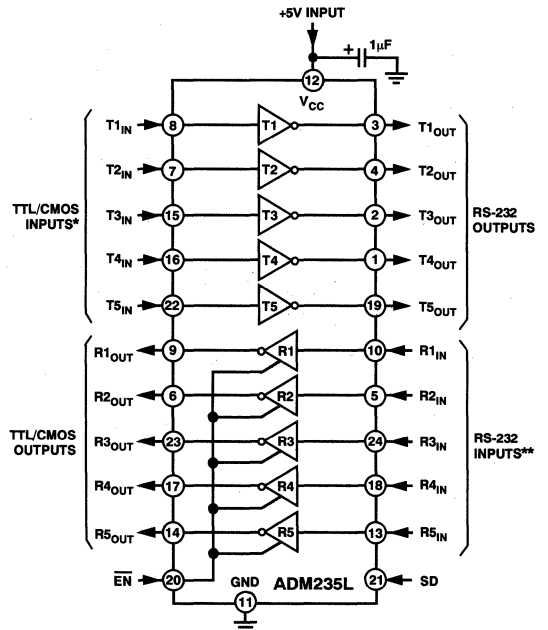 +5V INPUT
+ 1μF
12
VCC
T1IN 8 T1 3 T1OUT
T2IN 7 T2 4 T2OUT
TTL/CMOS INPUTS*
T3IN 15 T3 2 T3OUT
RS-232 OUTPUTS
T4IN 16 T4 1 T4OUT
T5IN 22 T5 19 T5OUT
R1OUT 9 R1 10 R1IN
R2OUT 6 R2 5 R2IN
TTL/CMOS OUTPUTS
R3OUT 23 R3 24 R3IN
RS-232 INPUTS**
R4OUT 17 R4 18 R4IN
R5OUT 14 R5 13 R5IN
EN 20 GND ADM235L 21 SD
11